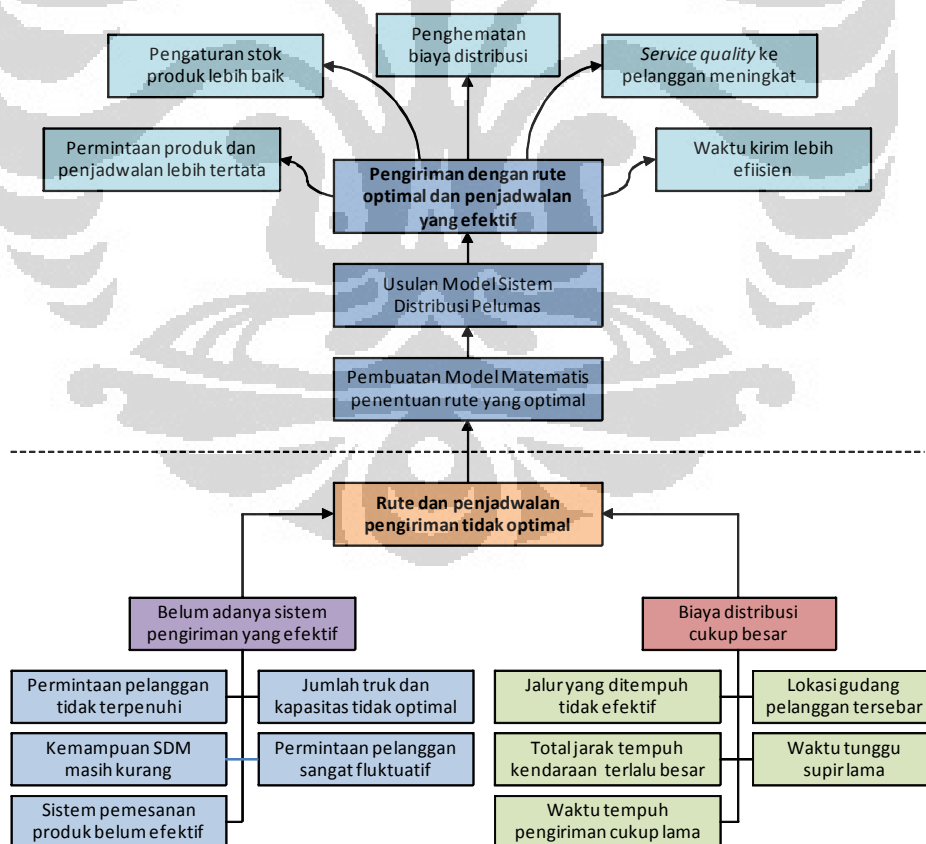 Penghematan
biaya distribusi
Pengaturan stok
produk lebih baik
Service quality ke
pelanggan meningkat
Permintaan produk dan
penjadwalan lebih tertata
Waktu kirim lebih
efiisien
Pengiriman dengan rute
optimal dan penjadwalan
yang efektif
Usulan Model Sistem
Distribusi Pelumas
Pembuatan Model Matematis
penentuan rute yang optimal
Rute dan penjadwalan
pengiriman tidak optimal
Belum adanya sistem
pengiriman yang efektif
Biaya distribusi
cukup besar
Permintaan pelanggan
tidak terpenuhi
Jumlah truk dan
kapasitas tidak optimal
Jalur yang ditempuh
tidak efektif
Lokasi gudang
pelanggan tersebar
Kemampuan SDM
masih kurang
Permintaan pelanggan
sangat fluktuatif
Total jarak tempuh
kendaraan terlalu besar
Waktu tunggu
supir lama
Sistem pemesanan
produk belum efektif
Waktu tempuh
pengiriman cukup lama